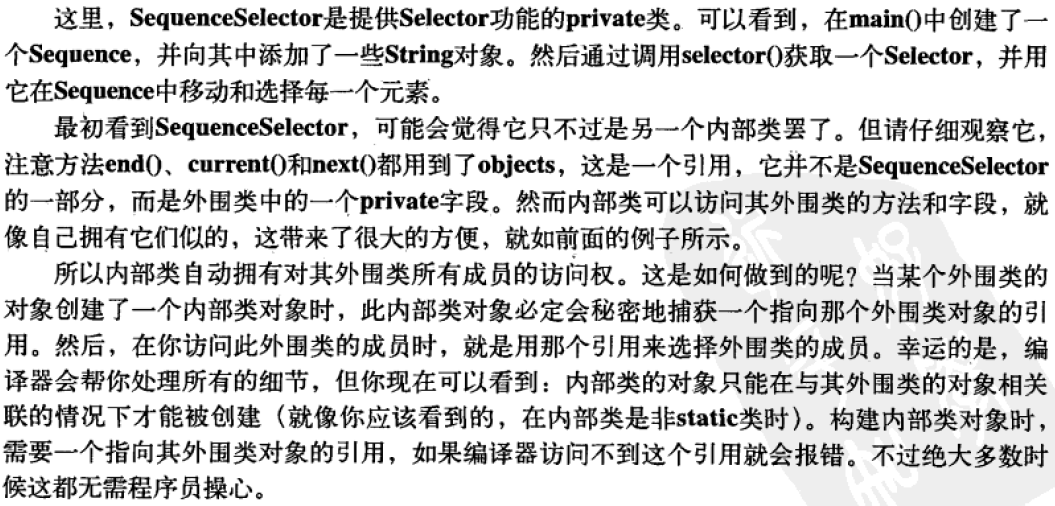 这里，SequenceSelector是提供Selector功能的private类。可以看到，在main()中创建了一
个Sequence，并向其中添加了一些String对象。然后通过调用selector()获取一个Selector，并用
它在Sequence中移动和选择每一个元素。
最初看到SequenceSelector，可能会觉得它只不过是另一个内部类罢了。但请仔细观察它，
注意方法end()、current()和next()都用到了objects，这是一个引用，它并不是SequenceSelector
的一部分，而是外围类中的一个private字段。然而内部类可以访问其外围类的方法和字段，就
像自己拥有它们似的，这带来了很大的方便，就如前面的例子所示。
所以内部类自动拥有对其外围类所有成员的访问权。这是如何做到的呢？当某个外围类的
对象创建了一个内部类对象时，此内部类对象必定会秘密地捕获一个指向那个外围类对象的引
用。然后，在你访问此外围类的成员时，就是用那个引用来选择外围类的成员。幸运的是，编
译器会帮你处理所有的细节，但你现在可以看到：内部类的对象只能在与其外围类的对象相关
联的情况下才能被创建（就像你应该看到的，在内部类是非static类时）。构建内部类对象时，
需要一个指向其外围类对象的引用，如果编译器访问不到这个引用就会报错。不过绝大多数时
候这都无需程序员操心。